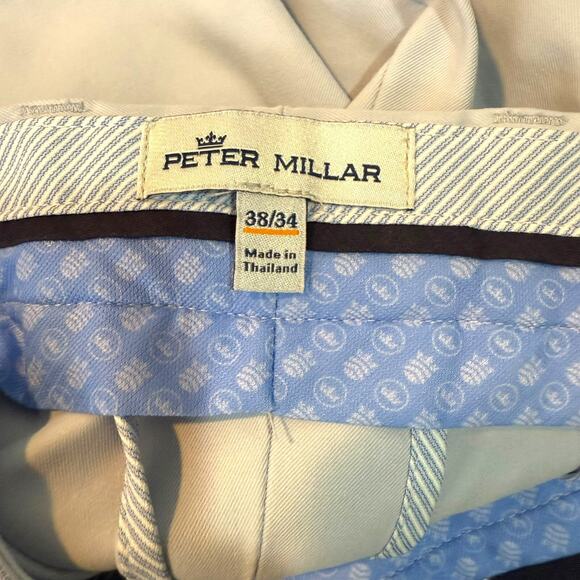 PETER MILLAR
38/34
Made in
Thailand